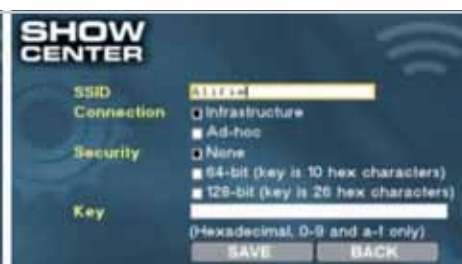 SHOW
CENTER
SSID
Connection Infrastructure
Ad-hoc
Security None
64-bit (key is 10 hex characters)
128-bit (key is 26 hex characters)
Key
(Hexadecimal, 0-9 and a-f only)
SAVE BACK